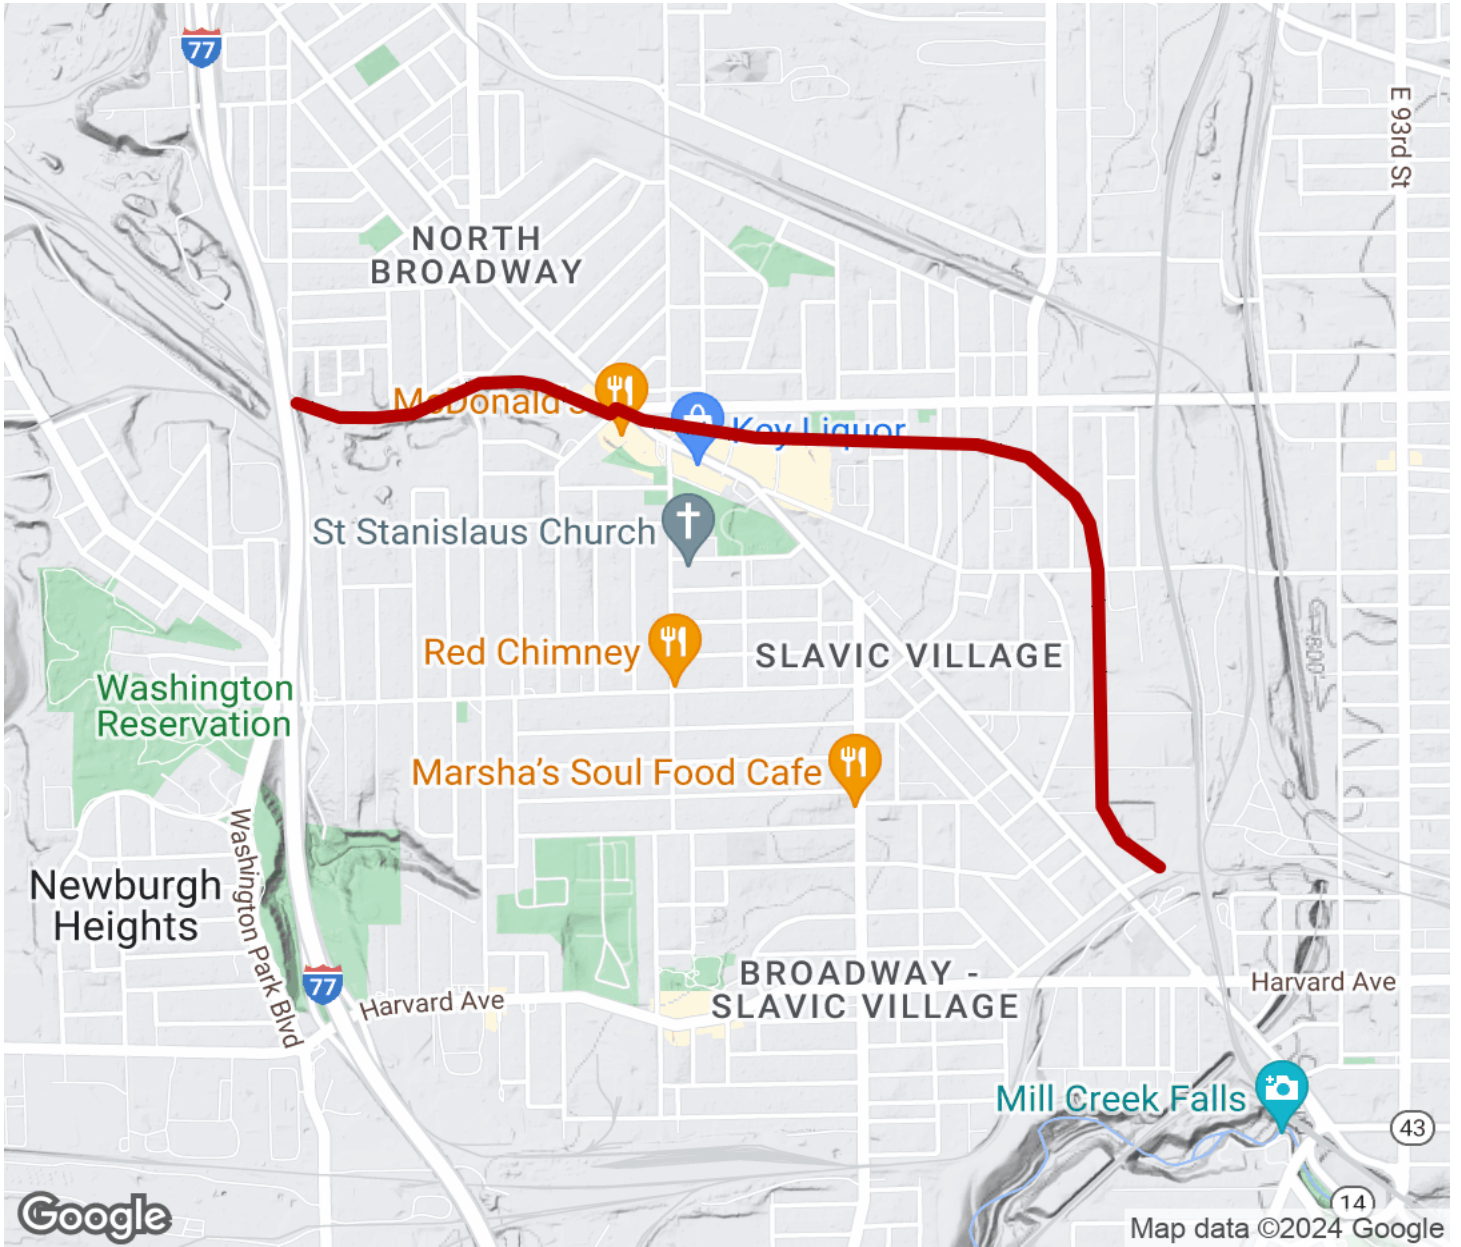 77
E 93rd St
NORTH
BROADWAY
McDonald's
Key Liquor
St Stanislaus Church
Red Chimney
SLAVIC VILLAGE
Washington
Reservation
Marsha's Soul Food Cafe
Washington Park Blvd
Newburgh
Heights
BROADWAY -
SLAVIC VILLAGE
77
Harvard Ave
Harvard Ave
Mill Creek Falls
43
14
Google
Map data ©2024 Google